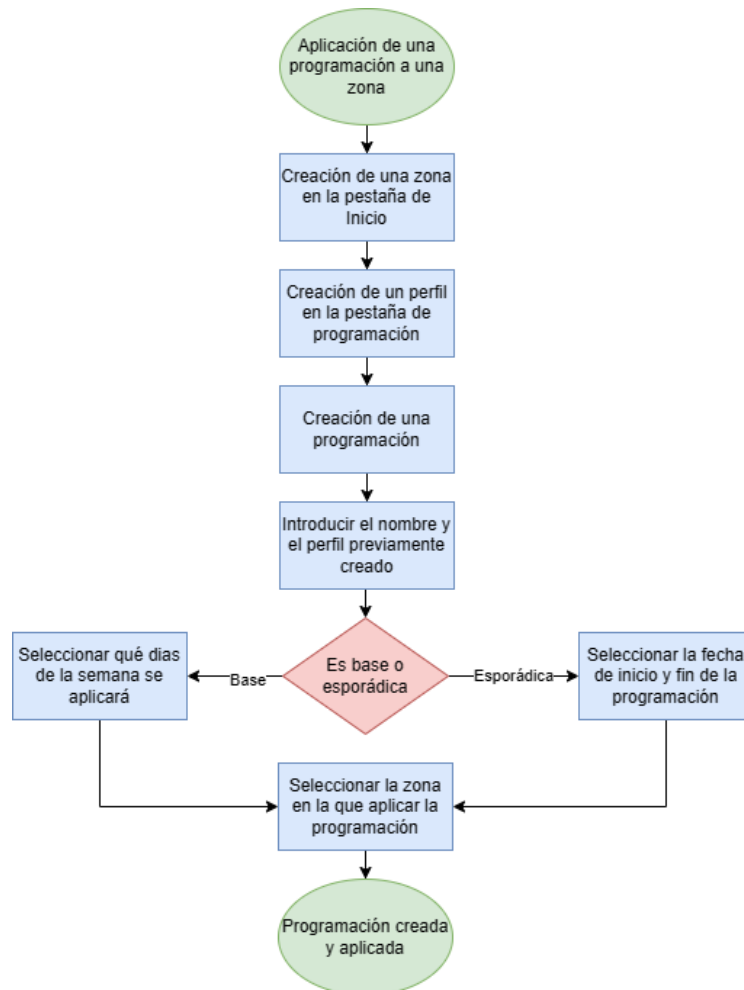 Aplicación de una
programación a una
zona
Creación de una zona
en la pestaña de
Inicio
Creación de un perfil
en la pestaña de
programación
Creación de una
programación
Introducir el nombre y
el perfil previamente
creado
Es base o
esporádica
Base
Esporádica
Seleccionar qué dias
de la semana se
aplicará
Seleccionar la fecha
de inicio y fin de la
programación
Seleccionar la zona
en la que aplicar la
programación
Programación creada
y aplicada